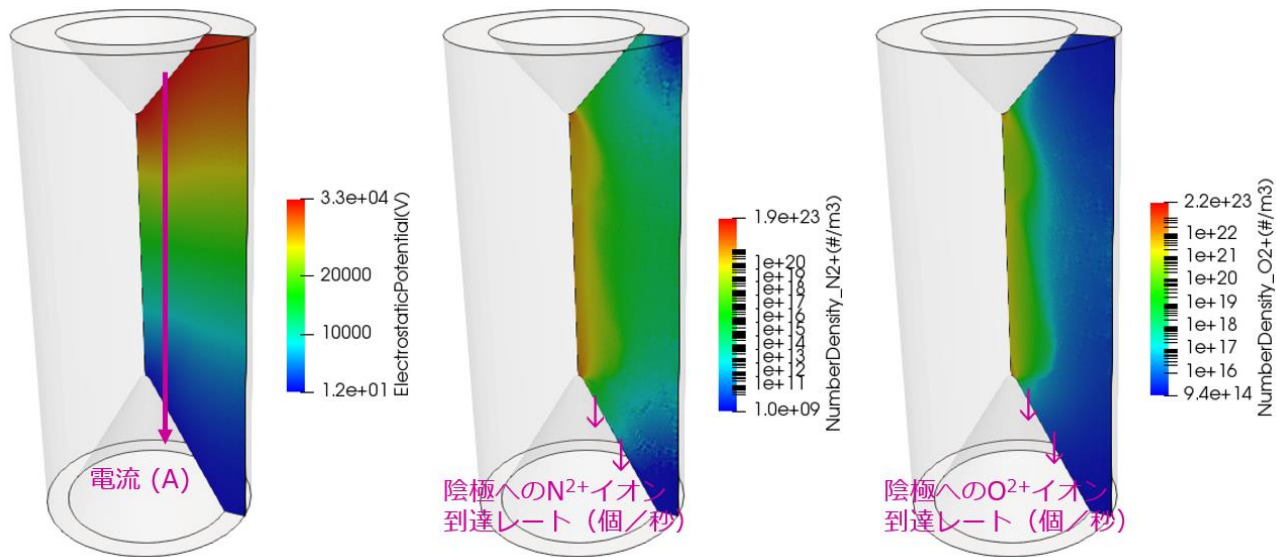 3.3e+04
20000
10000
1.2e+01
ElectrostaticPotential(V)
電流 (A)
1.9e+23
1e+20
1e+19
1e+18
1e+17
1e+16
1e+15
1e+14
1e+13
1e+12
1e+11
1.0e+09
NumberDensity_N2+(#/m3)
陰極へのN²⁺イオン
到達レート（個／秒）
2.2e+23
1e+22
1e+21
1e+20
1e+19
1e+18
1e+17
1e+16
9.4e+14
NumberDensity_O2+(#/m3)
陰極へのO²⁺イオン
到達レート（個／秒）